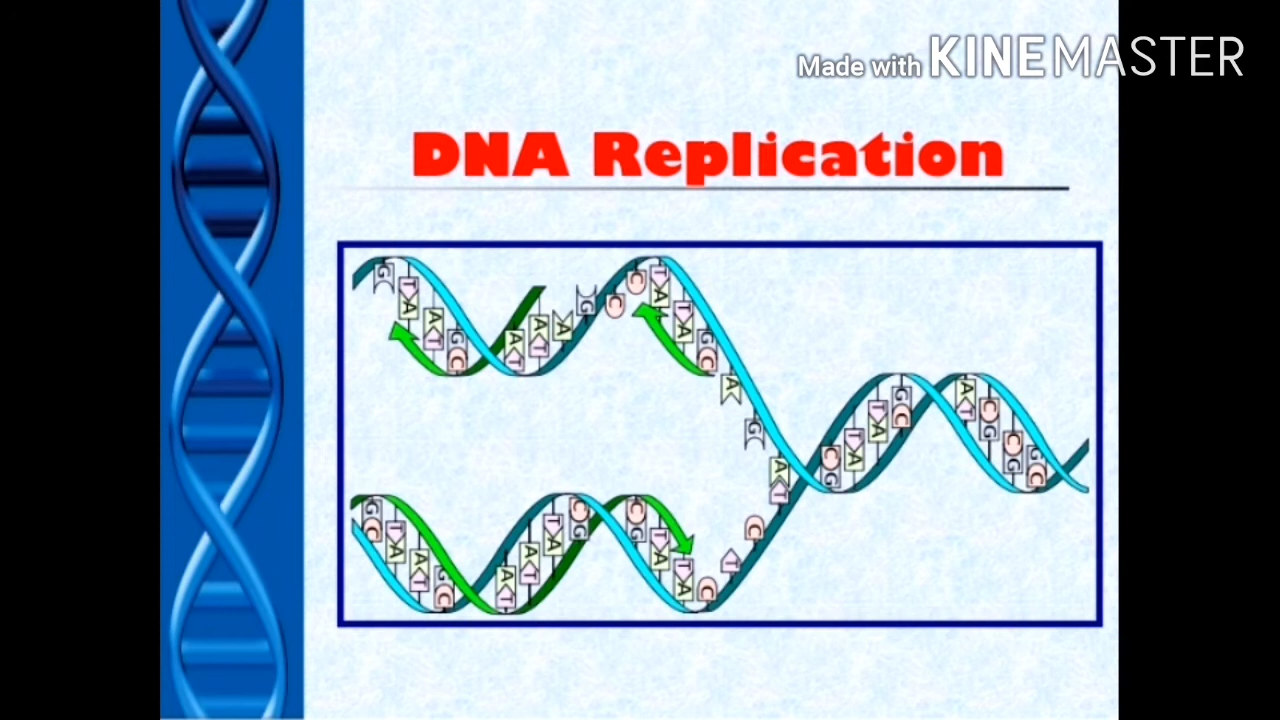 Made with KINEMASTER
DNA Replication
G T A A T G C A T A T A G C C T A T A G C A G A T C G T A T A G C A T C G C G G C
G C T A A T G C A T A T T A C G C G T A T A C T C